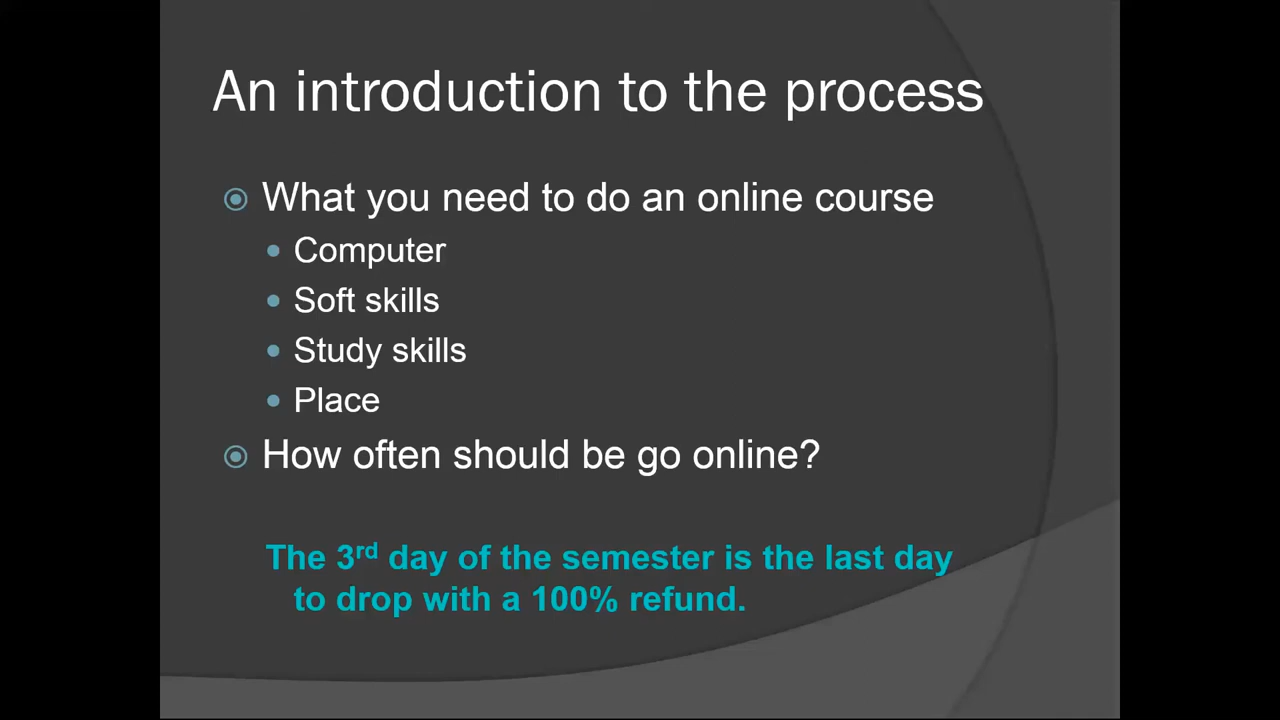 An introduction to the process
What you need to do an online course
Computer
Soft skills
Study skills
Place
How often should be go online?
The 3rd day of the semester is the last day
to drop with a 100% refund.